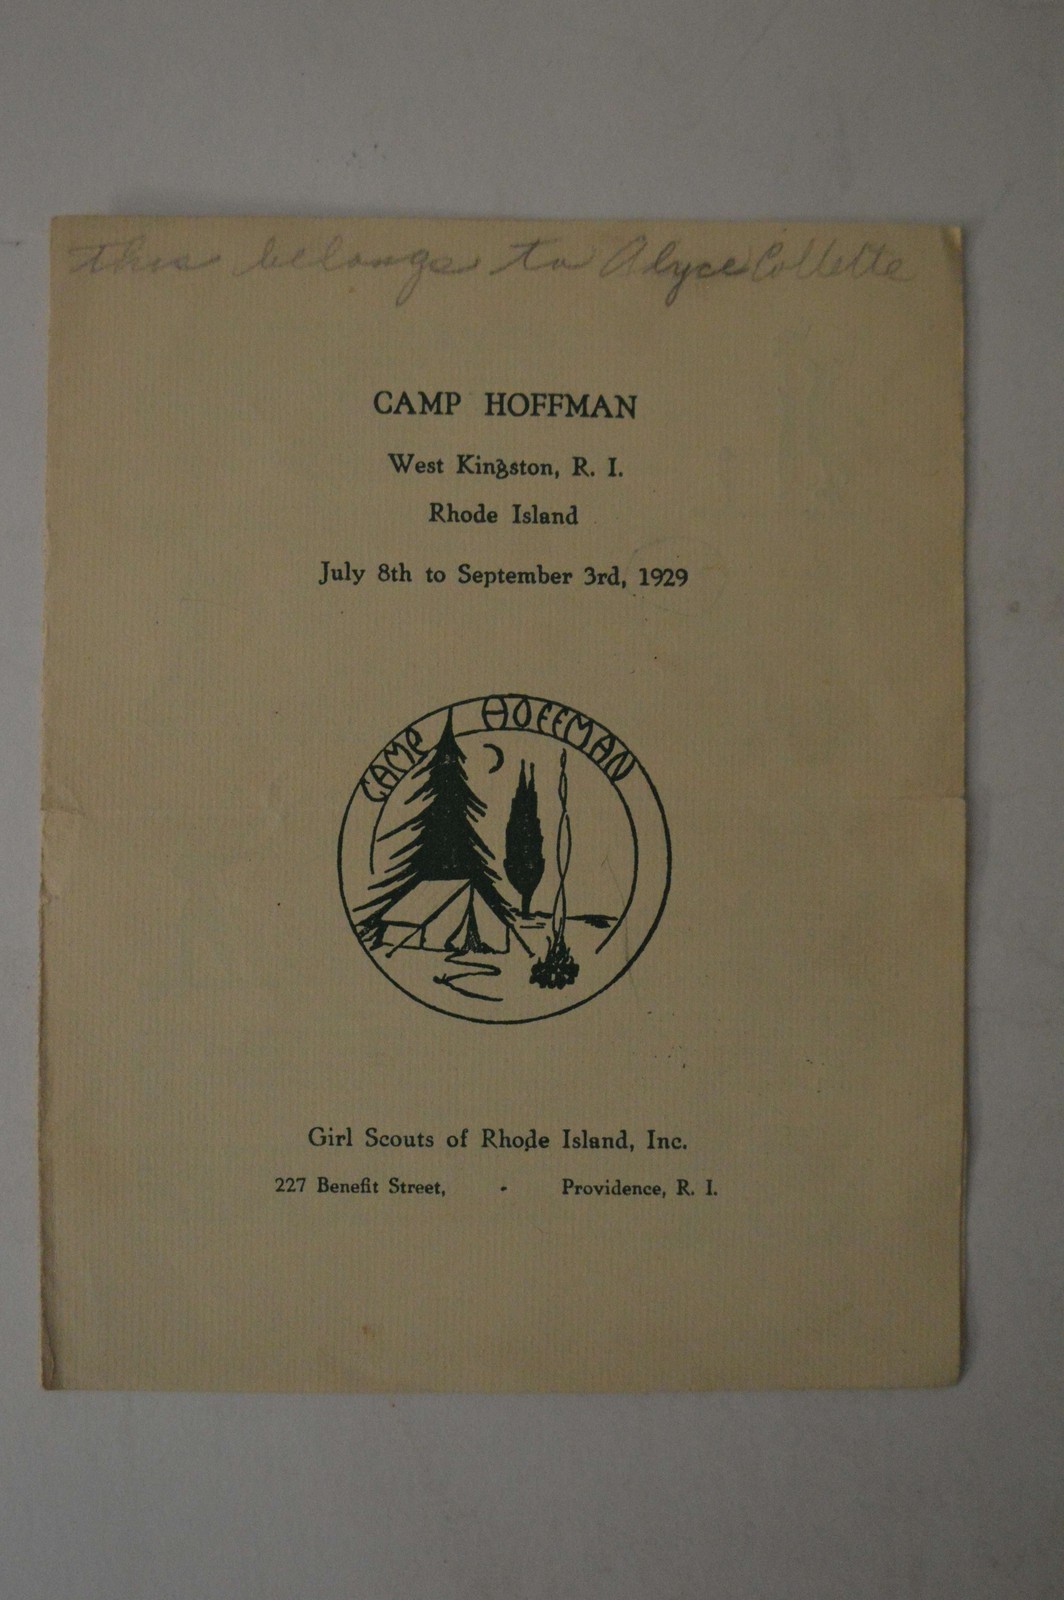 this belongs to Alyce Collette
CAMP HOFFMAN
West Kingston, R. I.
Rhode Island
July 8th to September 3rd, 1929
CAMP HOFFMAN
Girl Scouts of Rhode Island, Inc.
227 Benefit Street, - Providence, R. I.